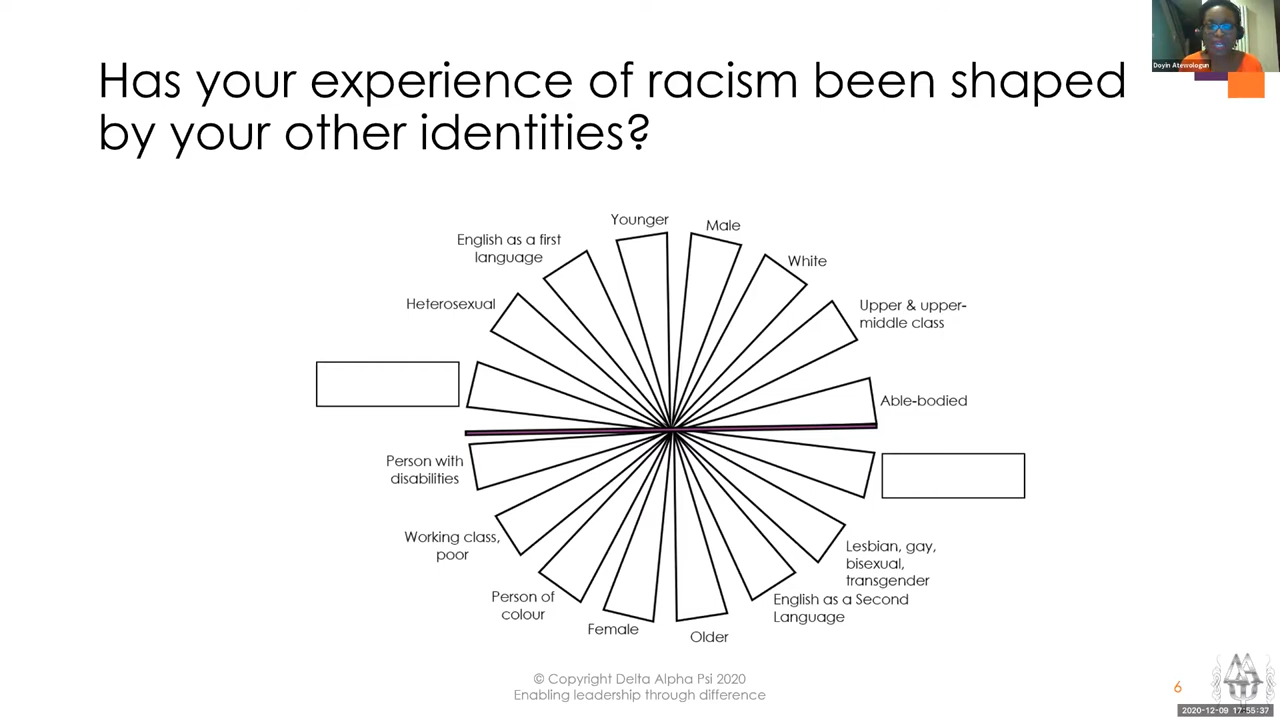 Doyin Atewologun
Has your experience of racism been shaped
by your other identities?
Younger
Male
English as a first
language
White
Heterosexual
Upper & upper-
middle class
Able-bodied
Person with
disabilities
Working class,
poor
Lesbian, gay,
bisexual,
transgender
Person of
colour
English as a Second
Language
Female
Older
© Copyright Delta Alpha Psi 2020
Enabling leadership through difference
6
2020-12-09 17:55:37